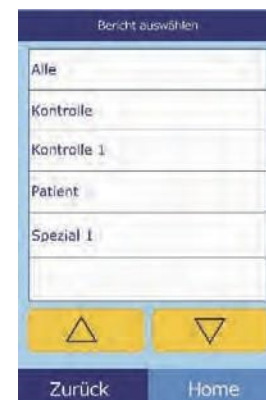 Bericht auswählen
Alle
Kontrolle
Kontrolle 1
Patient
Spezial 1
Zurück Home